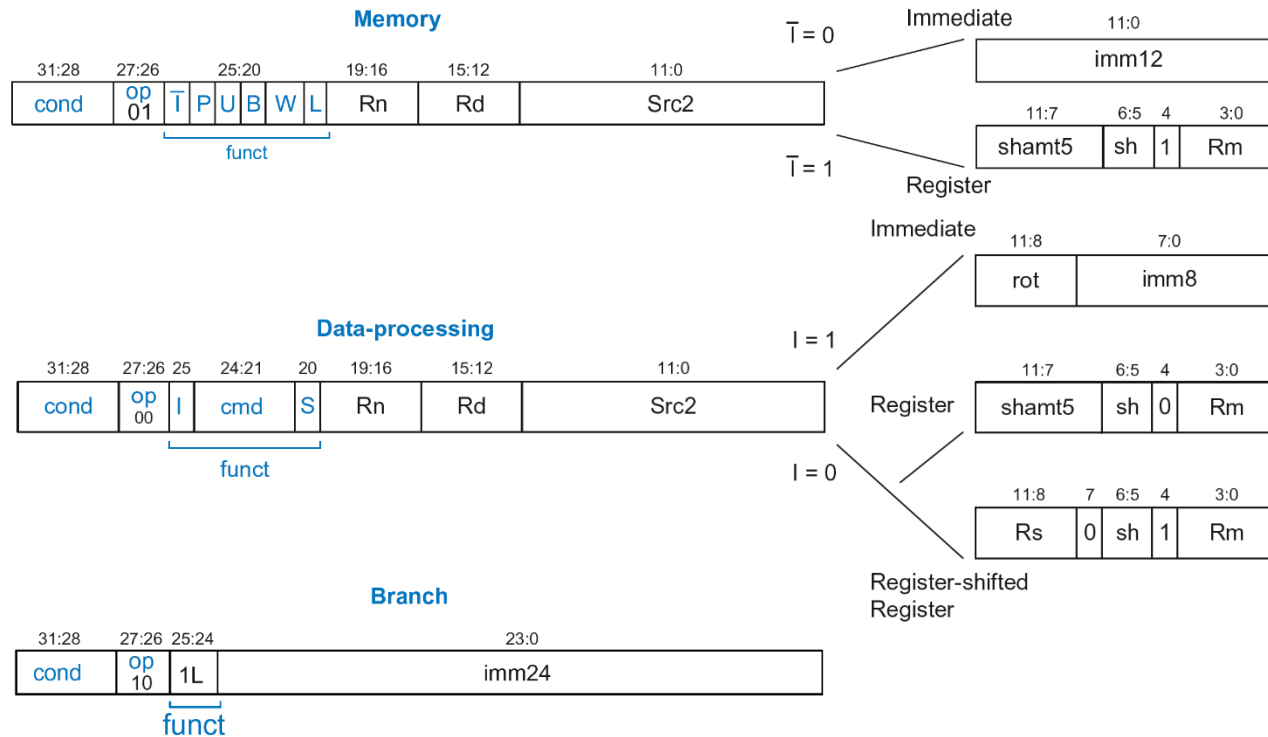 Memory
Ī = 0
Immediate
11:0
imm12
31:28 27:26 25:20 19:16 15:12 11:0
cond op 01 Ī P U B W L Rn Rd Src2
funct
11:7 6:5 4 3:0
shamt5 sh 1 Rm
Ī = 1
Register
Immediate
11:8 7:0
rot imm8
Data-processing
I = 1
31:28 27:26 25 24:21 20 19:16 15:12 11:0
cond op 00 I cmd S Rn Rd Src2
funct
Register
11:7 6:5 4 3:0
shamt5 sh 0 Rm
I = 0
11:8 7 6:5 4 3:0
Rs 0 sh 1 Rm
Register-shifted
Register
Branch
31:28 27:26 25:24 23:0
cond op 10 1L imm24
funct